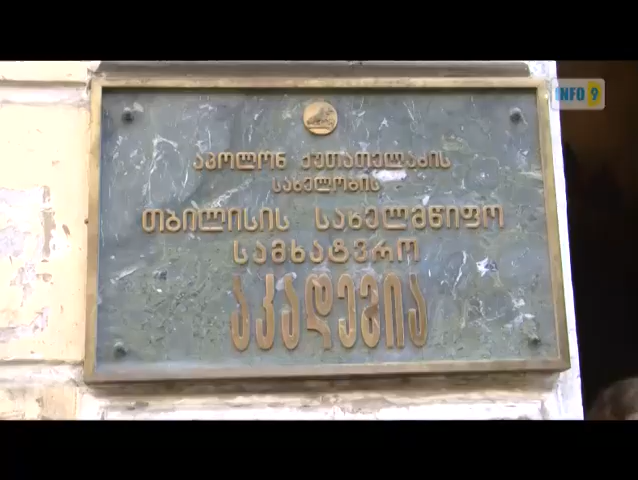 INFO 9
აპოლონ ქუთათელაძის
სახელობის
თბილისის სახელმწიფო
სამხატვრო
აკადემია